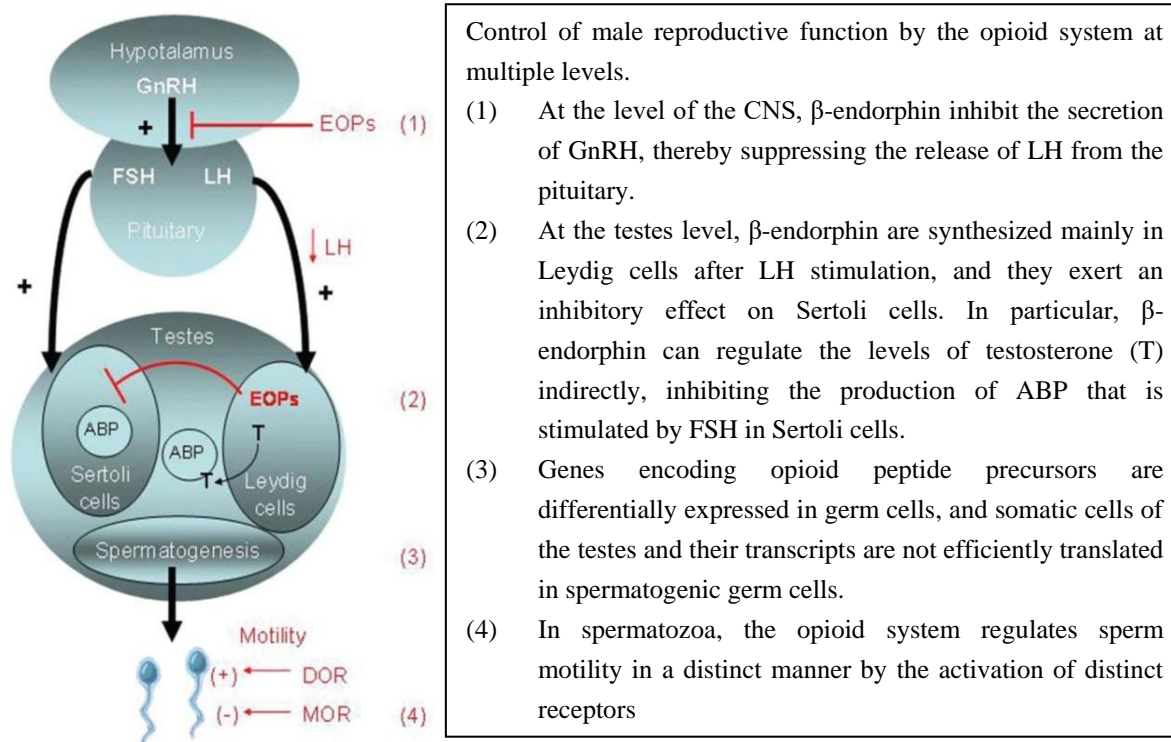 Hypotalamus
GnRH
+
EOPs (1)
FSH LH
Pituitary
↓ LH
+
+
Testes
EOPs
(2)
ABP
T
ABP
T
Sertoli
cells
Leydig
cells
Spermatogenesis
(3)
Motility
(+) DOR
(-) MOR (4)
Control of male reproductive function by the opioid system at
multiple levels.
(1) At the level of the CNS, β-endorphin inhibit the secretion
of GnRH, thereby suppressing the release of LH from the
pituitary.
(2) At the testes level, β-endorphin are synthesized mainly in
Leydig cells after LH stimulation, and they exert an
inhibitory effect on Sertoli cells. In particular, β-
endorphin can regulate the levels of testosterone (T)
indirectly, inhibiting the production of ABP that is
stimulated by FSH in Sertoli cells.
(3) Genes encoding opioid peptide precursors are
differentially expressed in germ cells, and somatic cells of
the testes and their transcripts are not efficiently translated
in spermatogenic germ cells.
(4) In spermatozoa, the opioid system regulates sperm
motility in a distinct manner by the activation of distinct
receptors